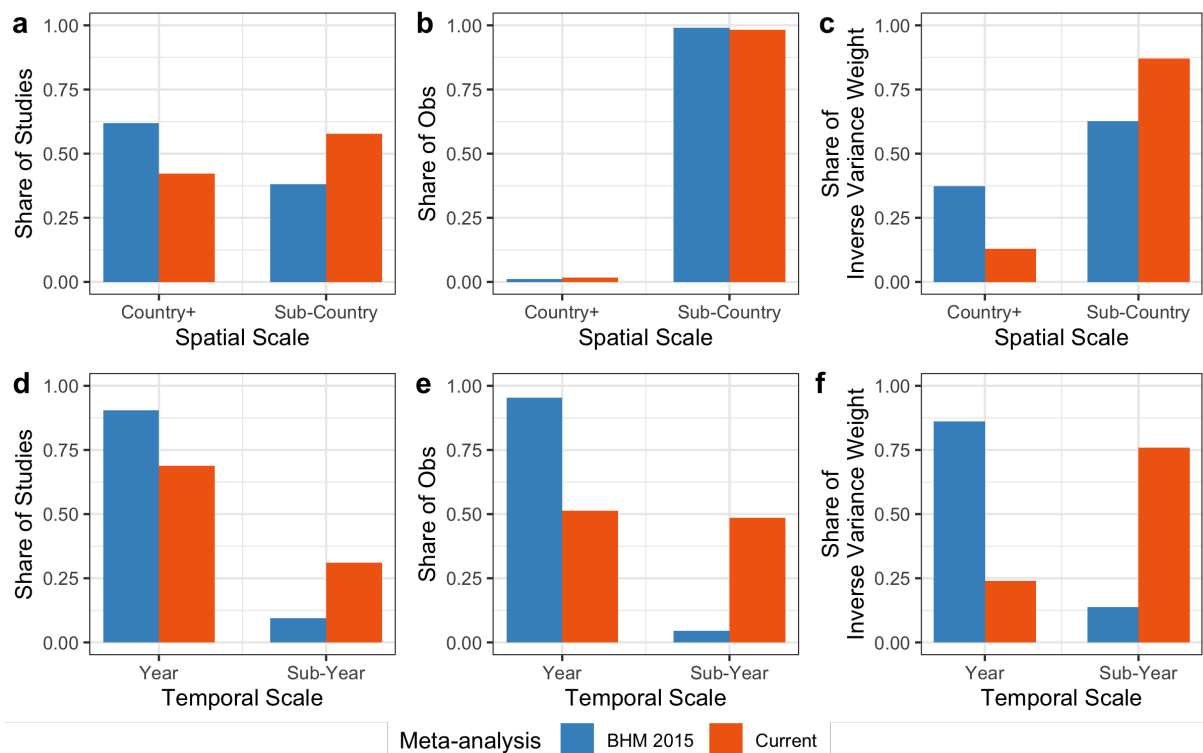 a
Share of Studies
1.00
0.75
0.50
0.25
0.00
Country+ Sub-Country
Spatial Scale
b
Share of Obs
1.00
0.75
0.50
0.25
0.00
Country+ Sub-Country
Spatial Scale
c
Share of
Inverse Variance Weight
1.00
0.75
0.50
0.25
0.00
Country+ Sub-Country
Spatial Scale
d
Share of Studies
1.00
0.75
0.50
0.25
0.00
Year Sub-Year
Temporal Scale
e
Share of Obs
1.00
0.75
0.50
0.25
0.00
Year Sub-Year
Temporal Scale
f
Share of
Inverse Variance Weight
1.00
0.75
0.50
0.25
0.00
Year Sub-Year
Temporal Scale
Meta-analysis BHM 2015 Current